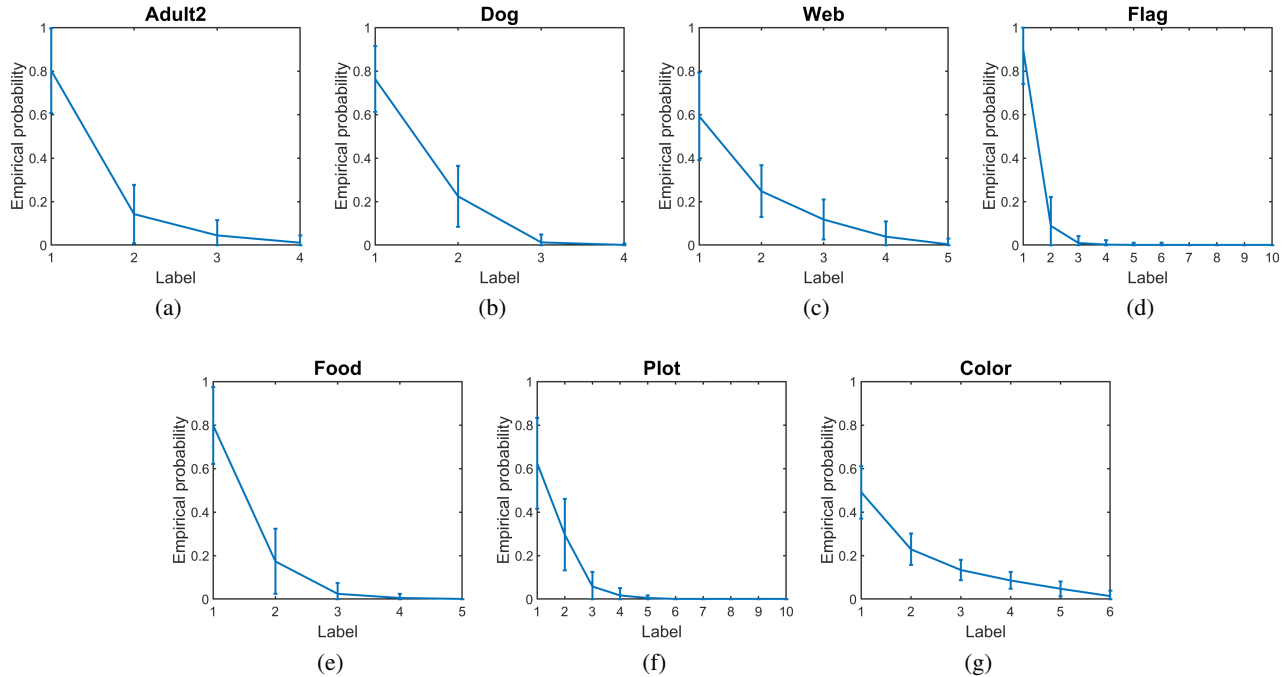 Adult2 Dog Web Flag
1 1 1 1
0.8 0.8 0.8 0.8
0.6 0.6 0.6 0.6
0.4 0.4 0.4 0.4
0.2 0.2 0.2 0.2
0 0 0 0
Empirical probability Empirical probability Empirical probability Empirical probability
1 2 3 4 1 2 3 4 1 2 3 4 5 1 2 3 4 5 6 7 8 9 10
Label Label Label Label
(a) (b) (c) (d)
Food Plot Color
1 1 1
0.8 0.8 0.8
0.6 0.6 0.6
0.4 0.4 0.4
0.2 0.2 0.2
0 0 0
Empirical probability Empirical probability Empirical probability
1 2 3 4 5 1 2 3 4 5 6 7 8 9 10 1 2 3 4 5 6
Label Label Label
(e) (f) (g)